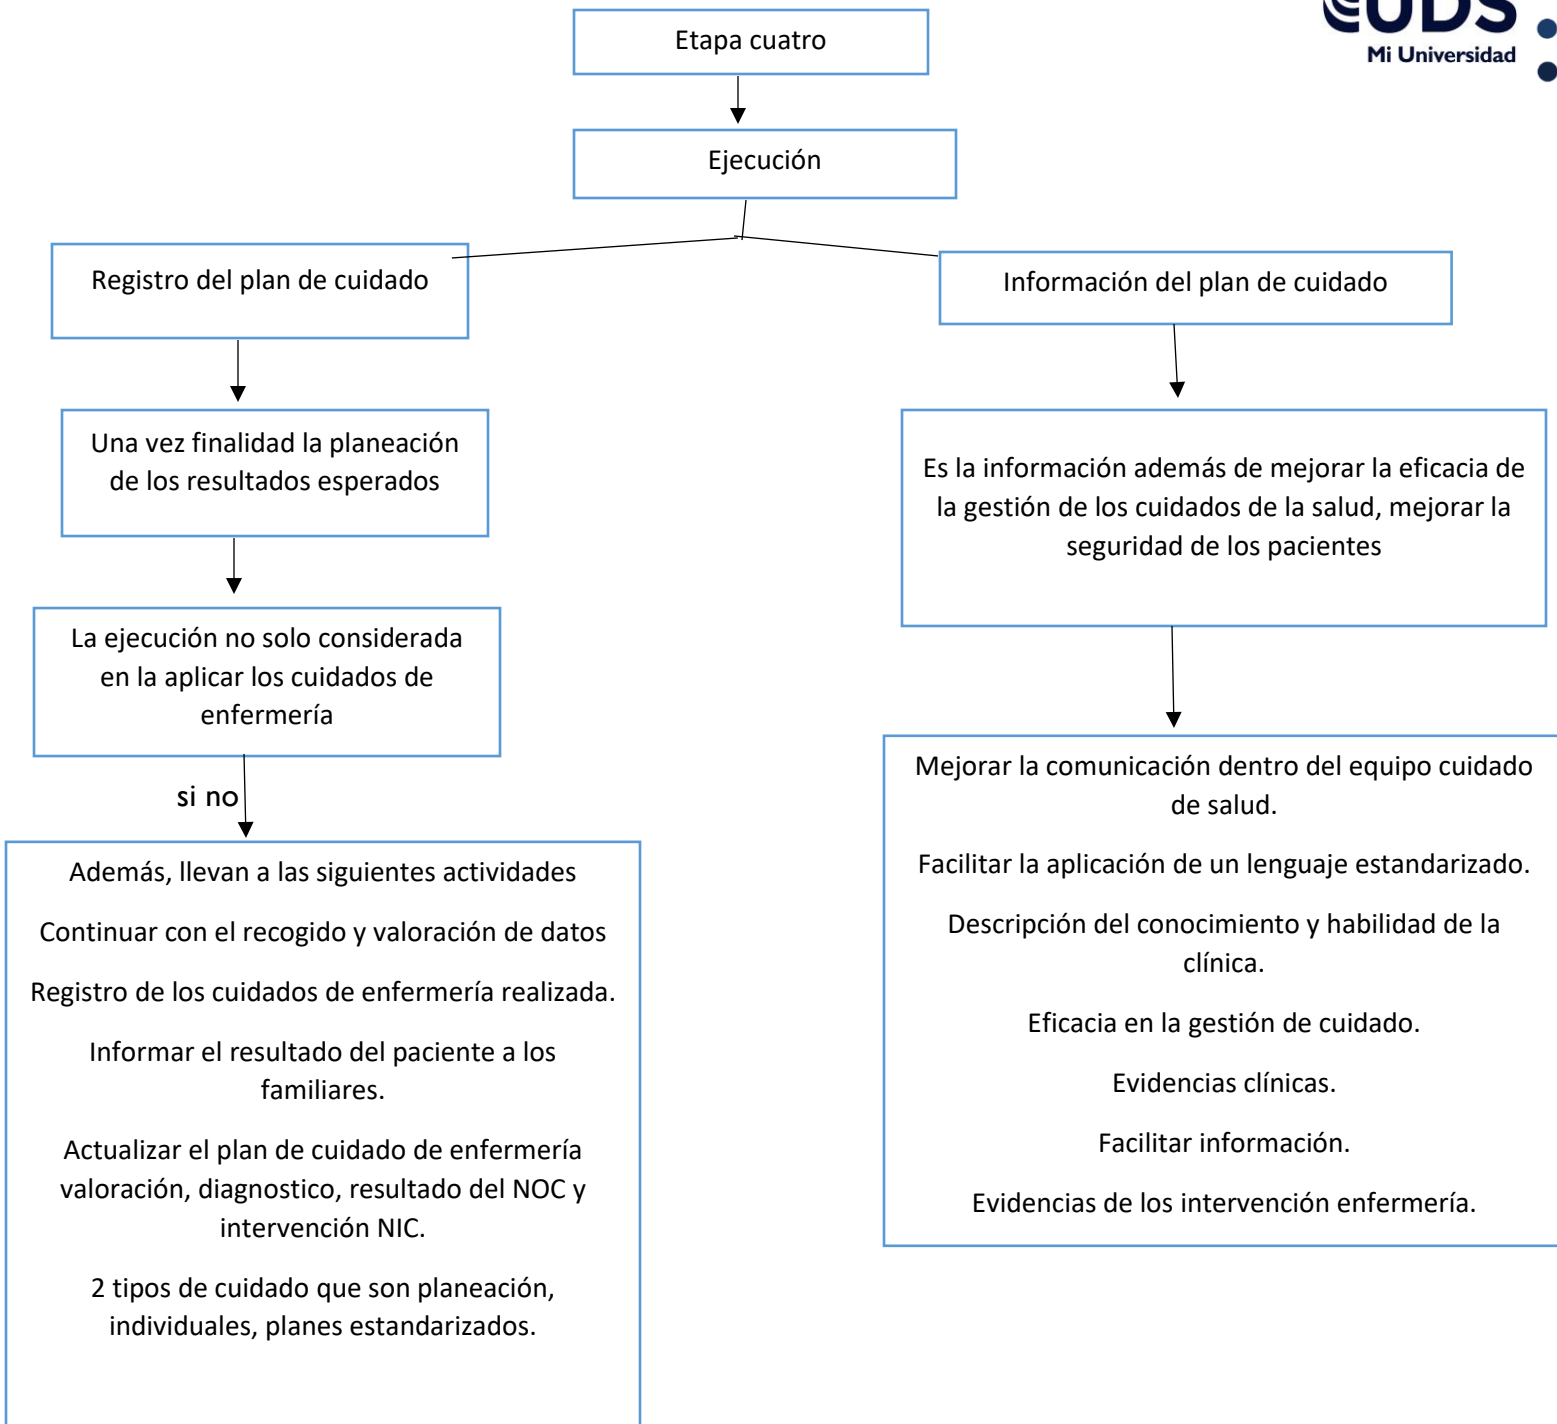 UDS
Mi Universidad
Etapa cuatro
Ejecución
Registro del plan de cuidado
Información del plan de cuidado
Una vez finalidad la planeación
de los resultados esperados
Es la información además de mejorar la eficacia de
la gestión de los cuidados de la salud, mejorar la
seguridad de los pacientes
La ejecución no solo considerada
en la aplicar los cuidados de
enfermería
si no
Además, llevan a las siguientes actividades
Continuar con el recogido y valoración de datos
Registro de los cuidados de enfermería realizada.
Informar el resultado del paciente a los
familiares.
Actualizar el plan de cuidado de enfermería
valoración, diagnostico, resultado del NOC y
intervención NIC.
2 tipos de cuidado que son planeación,
individuales, planes estandarizados.
Mejorar la comunicación dentro del equipo cuidado
de salud.
Facilitar la aplicación de un lenguaje estandarizado.
Descripción del conocimiento y habilidad de la
clínica.
Eficacia en la gestión de cuidado.
Evidencias clínicas.
Facilitar información.
Evidencias de los intervención enfermería.